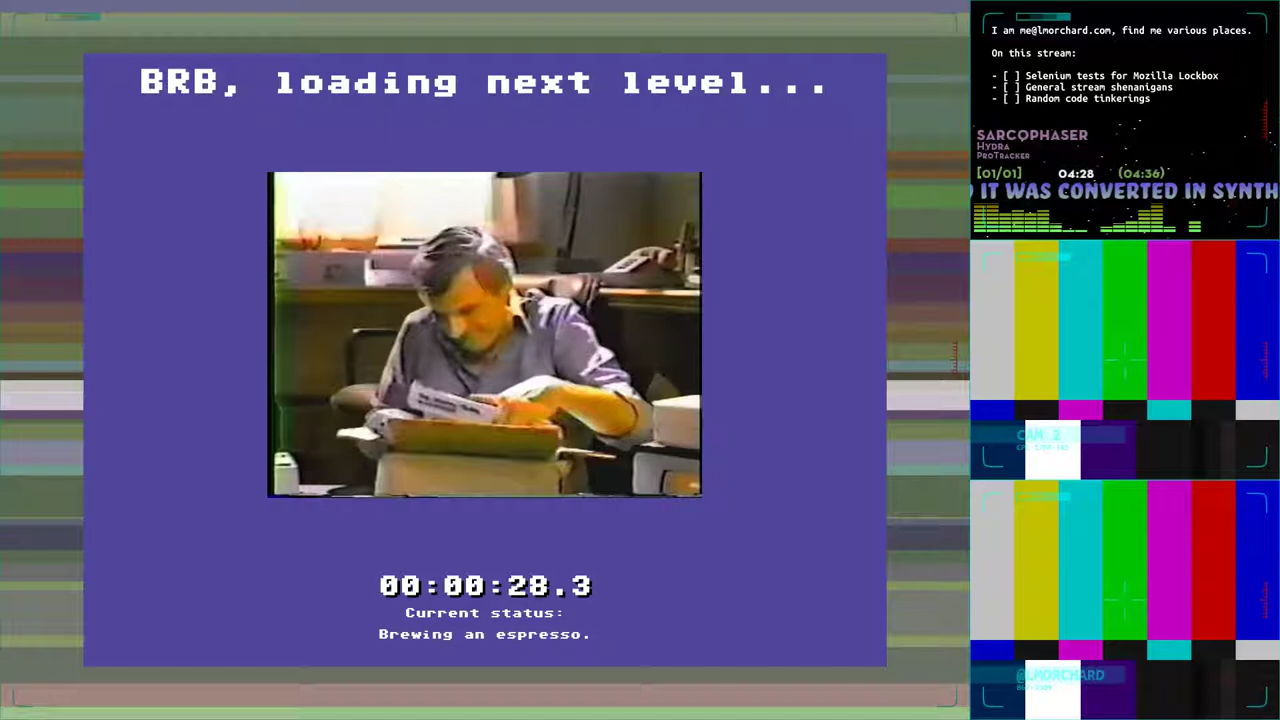 BRB, loading next level...
00:00:28.3
Current status:
Brewing an espresso.
I am me@lmorchard.com, find me various places.
On this stream:
- [ ] Selenium tests for Mozilla Lockbox
- [ ] General stream shenanigans
- [ ] Random code tinkerings
SARCOPHASER
HYDRA
PROTRACKER
[01/01] 04:28 (04:36)
IT WAS CONVERTED IN SYNTH
CAM 2
@LMORCHARD